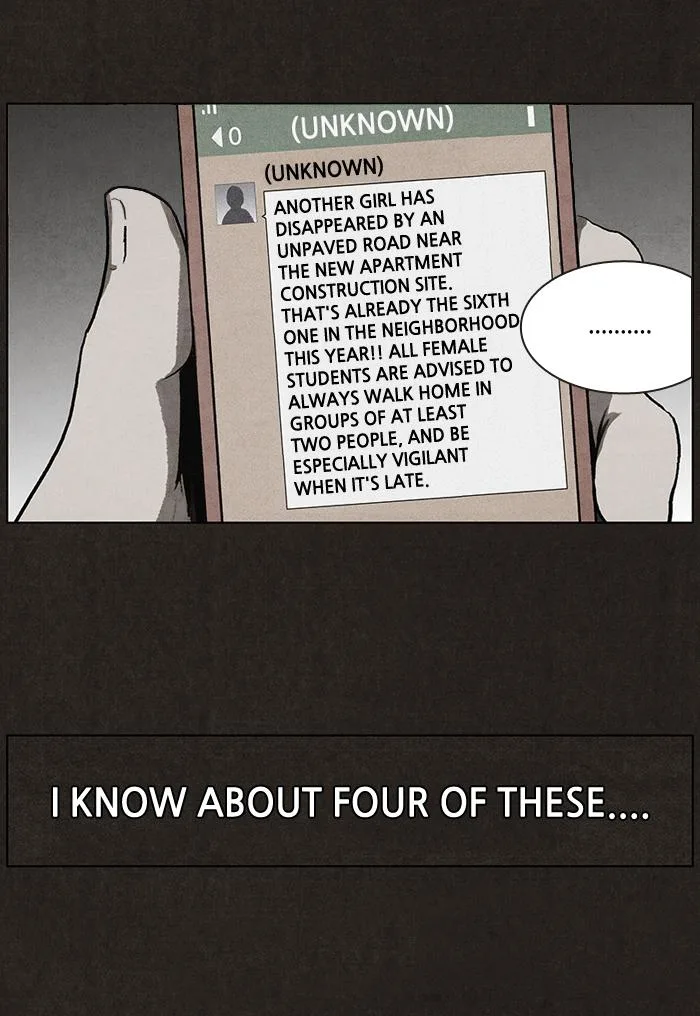 0
(UNKNOWN)
(UNKNOWN)
ANOTHER GIRL HAS
DISAPPEARED BY AN
UNPAVED ROAD NEAR
THE NEW APARTMENT
CONSTRUCTION SITE.
THAT'S ALREADY THE SIXTH
ONE IN THE NEIGHBORHOOD
THIS YEAR!! ALL FEMALE
STUDENTS ARE ADVISED TO
ALWAYS WALK HOME IN
GROUPS OF AT LEAST
TWO PEOPLE, AND BE
ESPECIALLY VIGILANT
WHEN IT'S LATE.
..........
I KNOW ABOUT FOUR OF THESE....